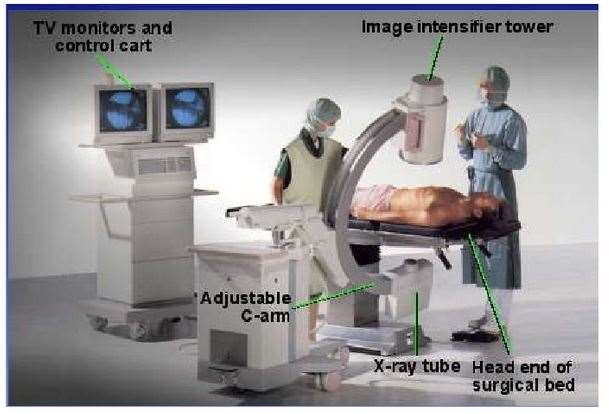 TV monitors and
control cart
Image intensifier tower
Adjustable
C-arm
X-ray tube
Head end of
surgical bed